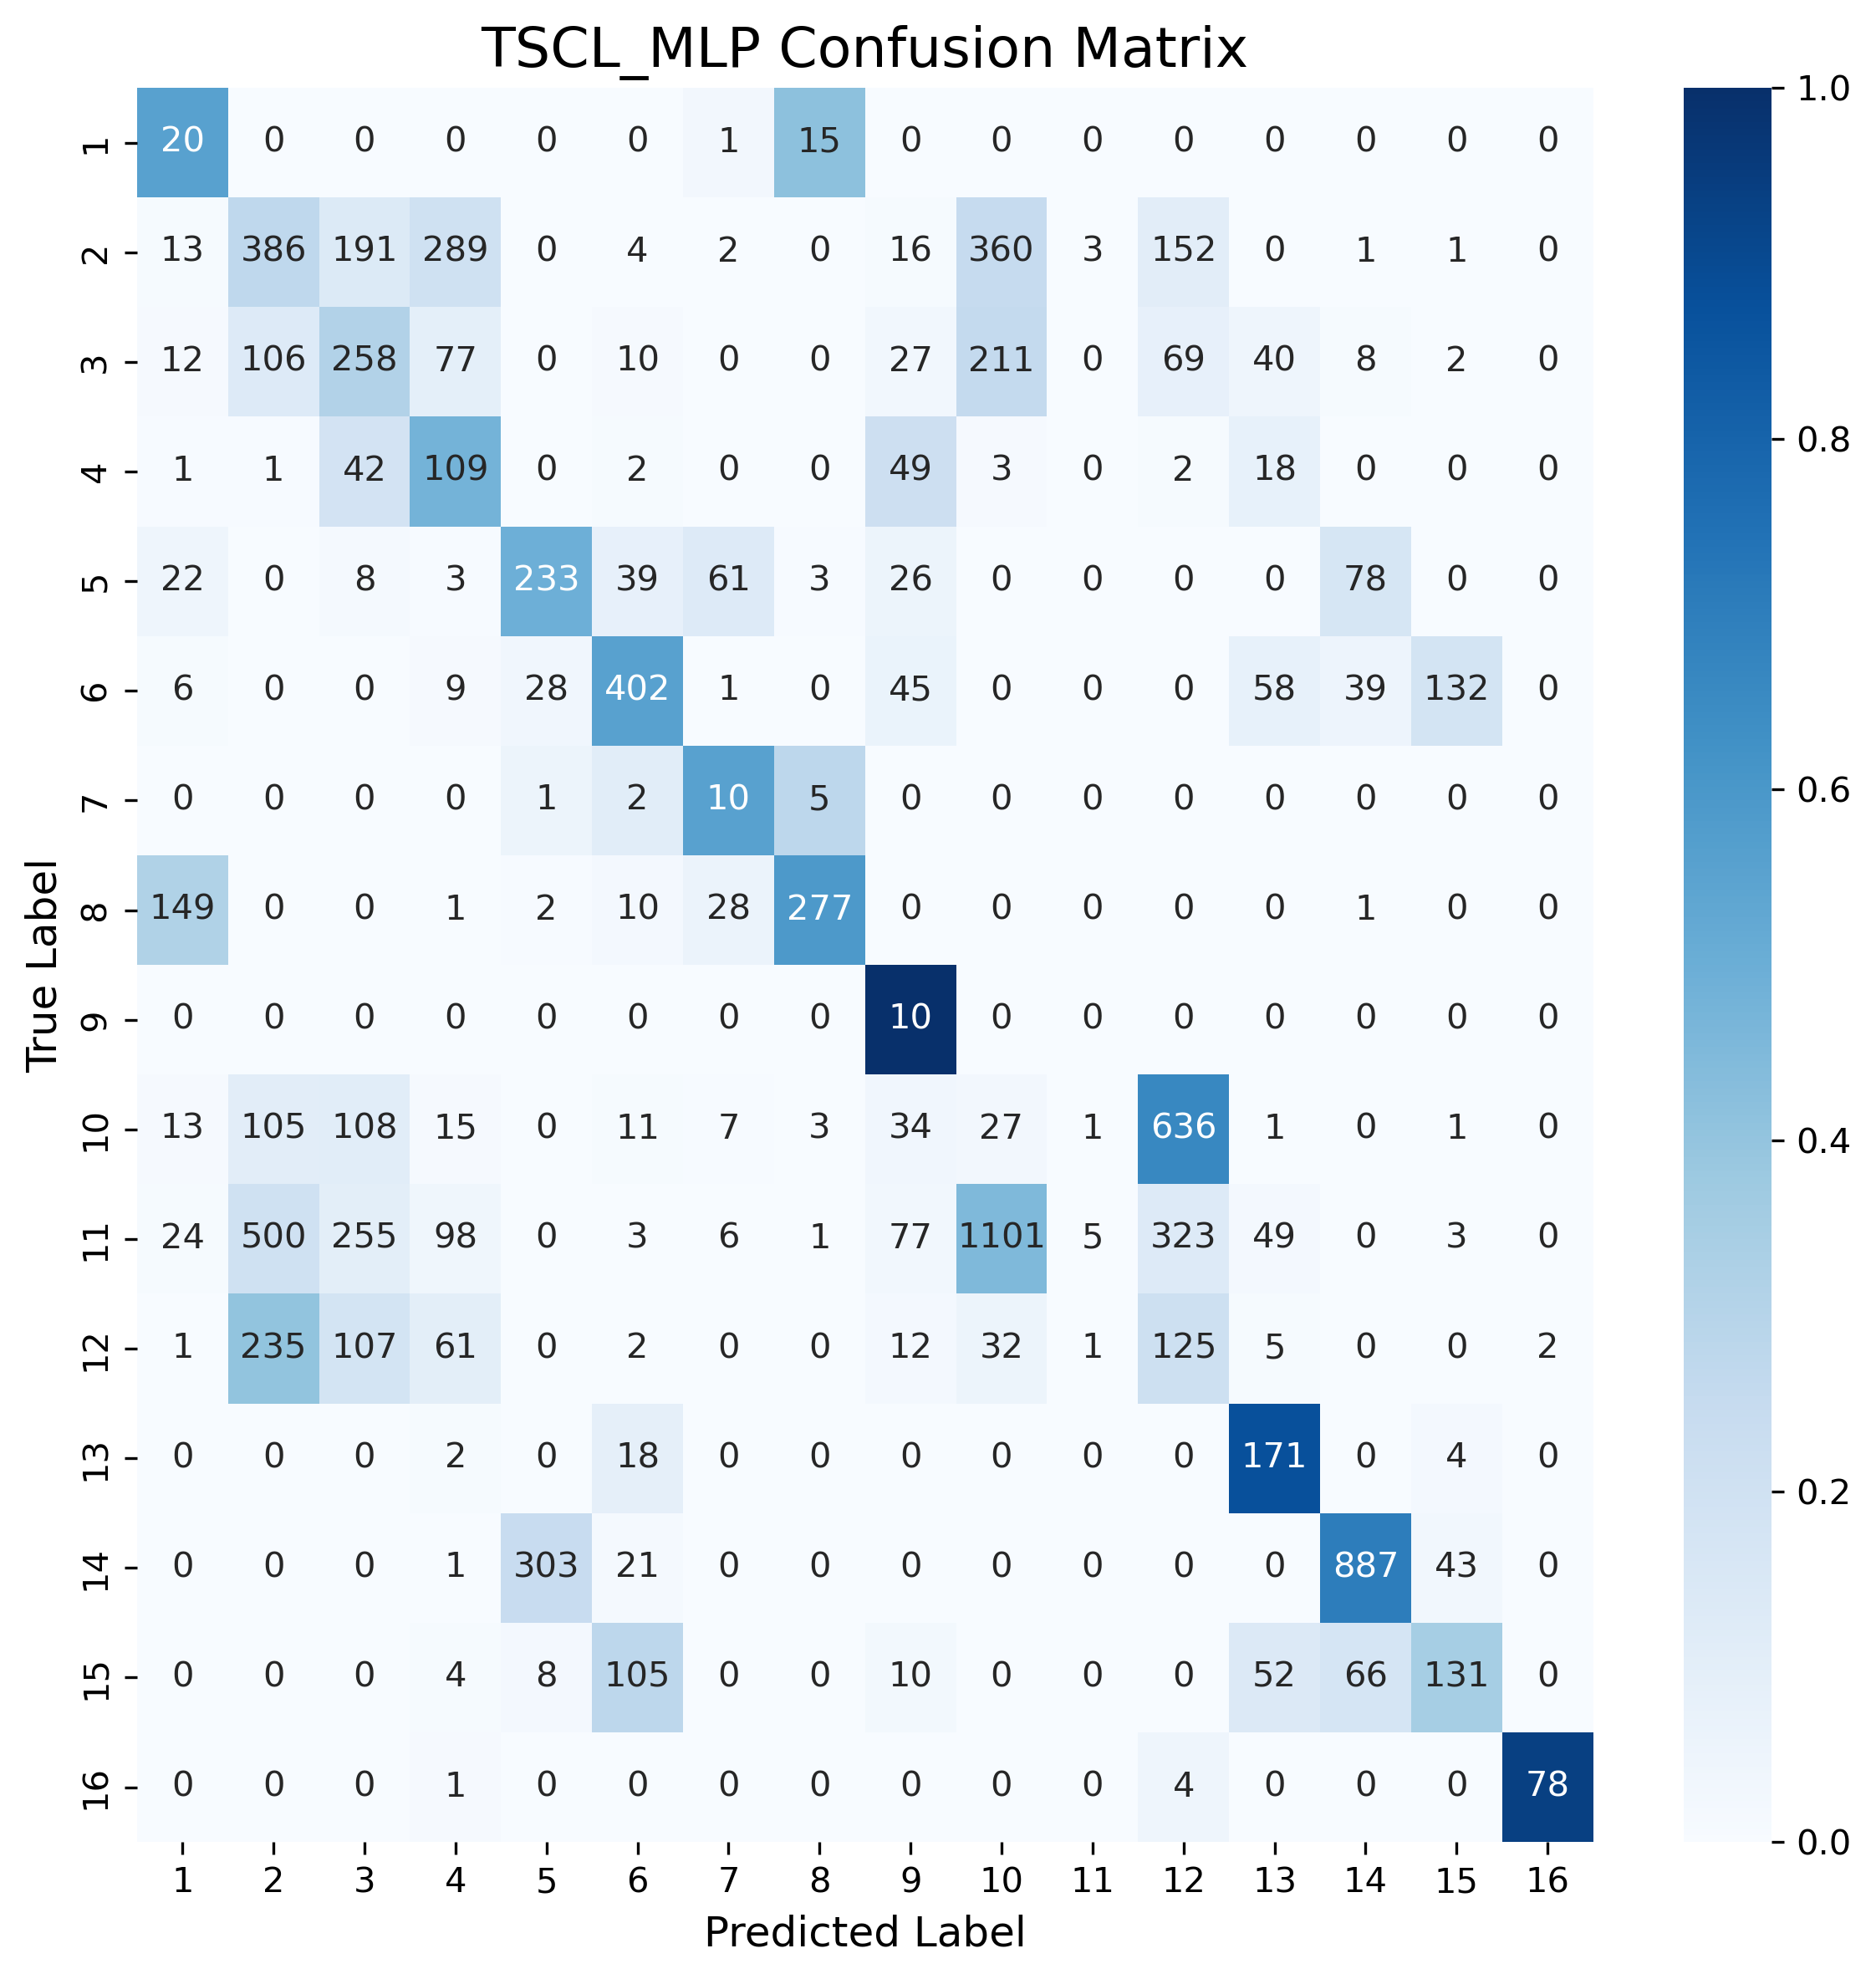 TSCL_MLP Confusion Matrix
1 20 0 0 0 0 0 1 15 0 0 0 0 0 0 0 0
2 13 386 191 289 0 4 2 0 16 360 3 152 0 1 1 0
3 12 106 258 77 0 10 0 0 27 211 0 69 40 8 2 0
4 1 1 42 109 0 2 0 0 49 3 0 2 18 0 0 0
5 22 0 8 3 233 39 61 3 26 0 0 0 0 78 0 0
6 6 0 0 9 28 402 1 0 45 0 0 0 58 39 132 0
7 0 0 0 0 1 2 10 5 0 0 0 0 0 0 0 0
8 149 0 0 1 2 10 28 277 0 0 0 0 0 1 0 0
9 0 0 0 0 0 0 0 0 10 0 0 0 0 0 0 0
10 13 105 108 15 0 11 7 3 34 27 1 636 1 0 1 0
11 24 500 255 98 0 3 6 1 77 1101 5 323 49 0 3 0
12 1 235 107 61 0 2 0 0 12 32 1 125 5 0 0 2
13 0 0 0 2 0 18 0 0 0 0 0 0 171 0 4 0
14 0 0 0 1 303 21 0 0 0 0 0 0 0 887 43 0
15 0 0 0 4 8 105 0 0 10 0 0 0 52 66 131 0
16 0 0 0 1 0 0 0 0 0 0 0 4 0 0 0 78
1 2 3 4 5 6 7 8 9 10 11 12 13 14 15 16
Predicted Label
True Label
1.0
0.8
0.6
0.4
0.2
0.0